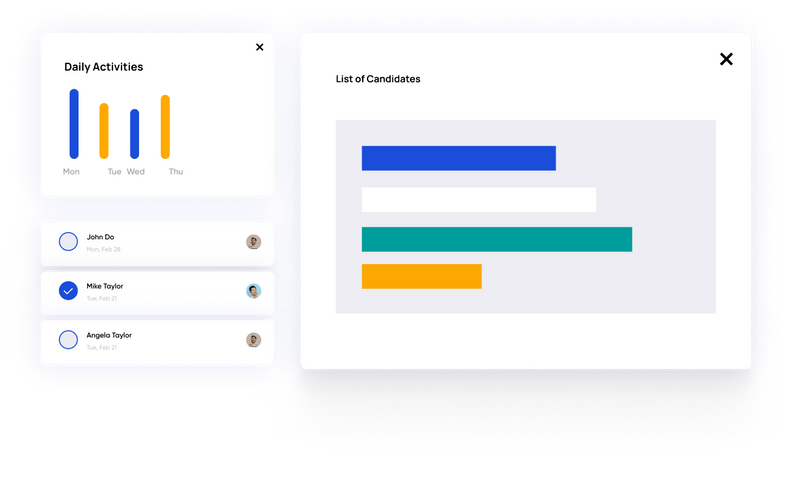 Daily Activities
Mon Tue Wed Thu
John Do
Mon, Feb 28
Mike Taylor
Tue, Feb 21
Angela Taylor
Tue, Feb 21
List of Candidates